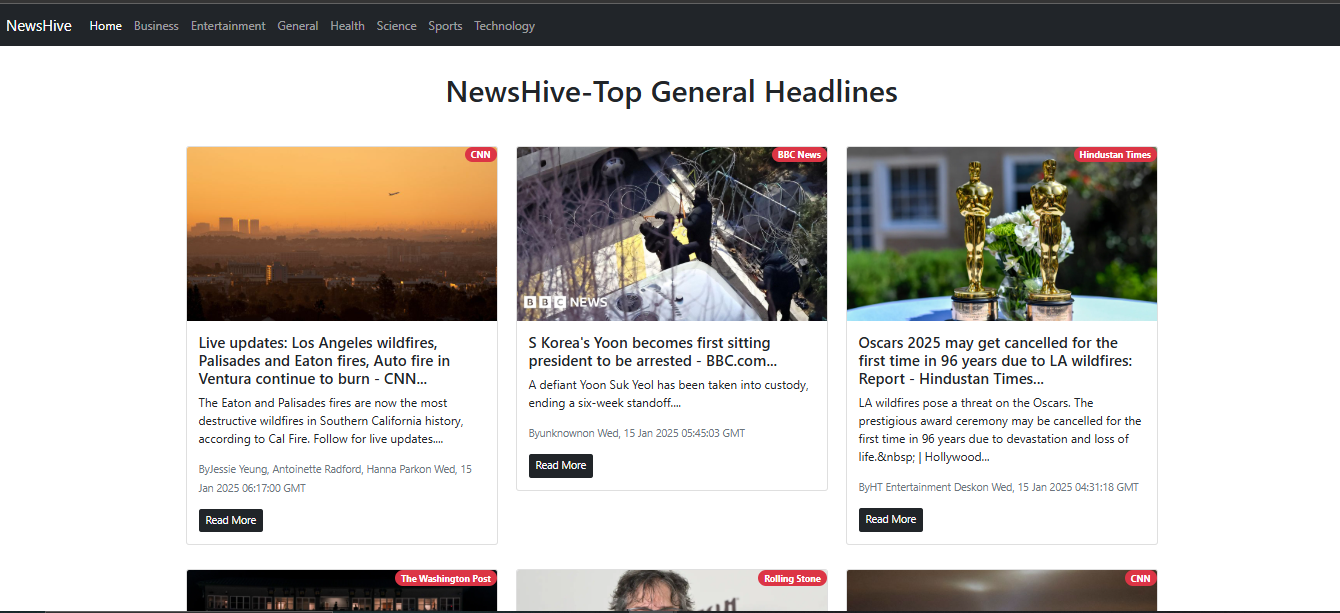 NewsHive Home Business Entertainment General Health Science Sports Technology
NewsHive-Top General Headlines
CNN
Live updates: Los Angeles wildfires,
Palisades and Eaton fires, Auto fire in
Ventura continue to burn - CNN...
The Eaton and Palisades fires are now the most
destructive wildfires in Southern California history,
according to Cal Fire. Follow for live updates....
ByJessie Yeung, Antoinette Radford, Hanna Parkon Wed, 15
Jan 2025 06:17:00 GMT
Read More
BBC News
BBC NEWS
S Korea's Yoon becomes first sitting
president to be arrested - BBC.com...
A defiant Yoon Suk Yeol has been taken into custody,
ending a six-week standoff....
Byunknownon Wed, 15 Jan 2025 05:45:03 GMT
Read More
Hindustan Times
Oscars 2025 may get cancelled for the
first time in 96 years due to LA wildfires:
Report - Hindustan Times...
LA wildfires pose a threat on the Oscars. The
prestigious award ceremony may be cancelled for the
first time in 96 years due to devastation and loss of
life.&nbsp; | Hollywood...
ByHT Entertainment Deskon Wed, 15 Jan 2025 04:31:18 GMT
Read More
The Washington Post
Rolling Stone
CNN